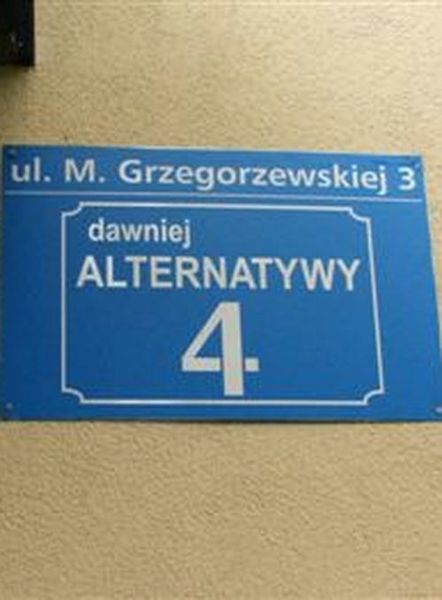 ul. M. Grzegorzewskiej 3
dawniej
ALTERNATYWY
4